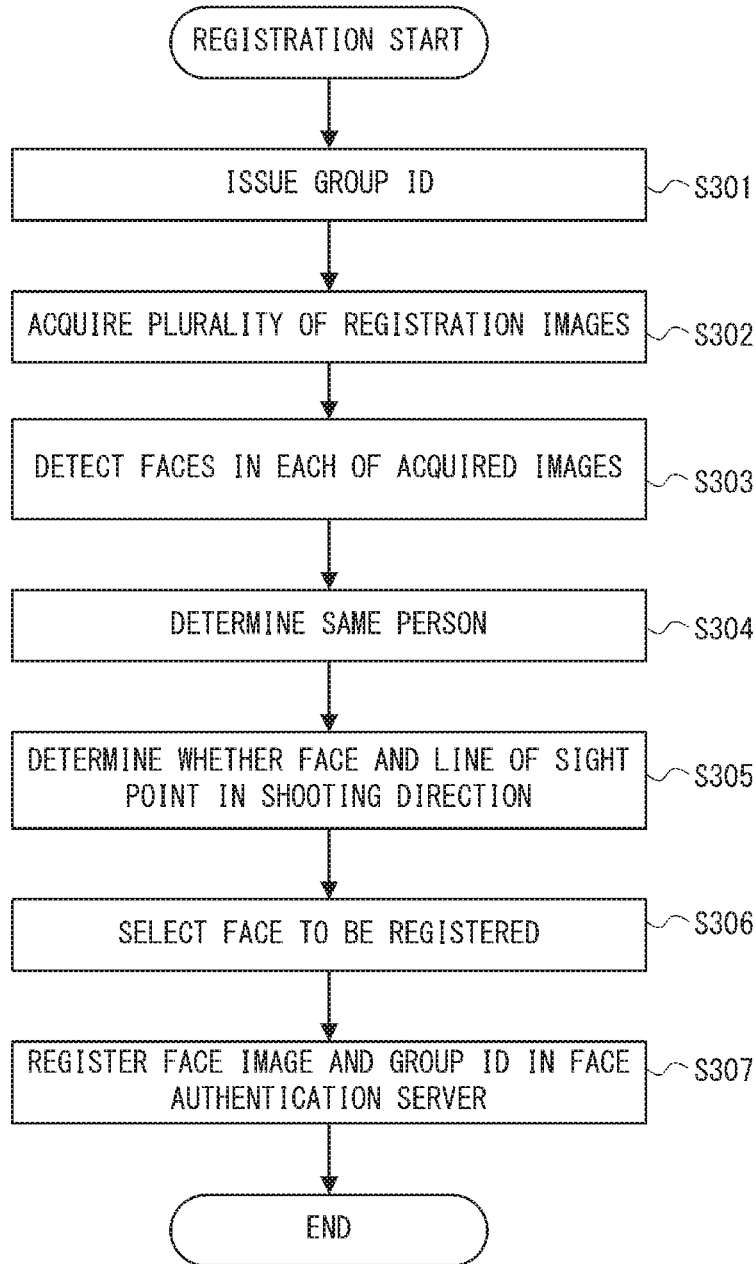 REGISTRATION START
ISSUE GROUP ID
S301
ACQUIRE PLURALITY OF REGISTRATION IMAGES
S302
DETECT FACES IN EACH OF ACQUIRED IMAGES
S303
DETERMINE SAME PERSON
S304
DETERMINE WHETHER FACE AND LINE OF SIGHT
POINT IN SHOOTING DIRECTION
S305
SELECT FACE TO BE REGISTERED
S306
REGISTER FACE IMAGE AND GROUP ID IN FACE
AUTHENTICATION SERVER
S307
END